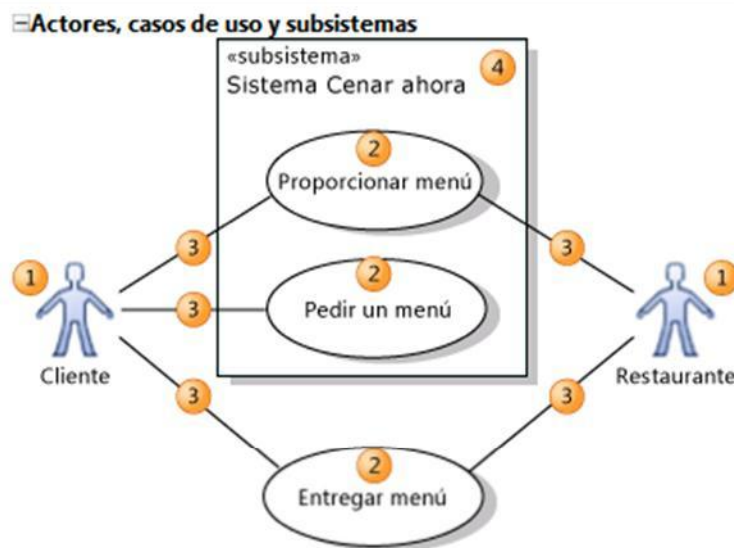 Actores, casos de uso y subsistemas
«subsistema»
4
Sistema Cenar ahora
2
Proporcionar menú
3
3
1
2
1
3
Pedir un menú
Cliente
Restaurante
3
3
2
Entregar menú